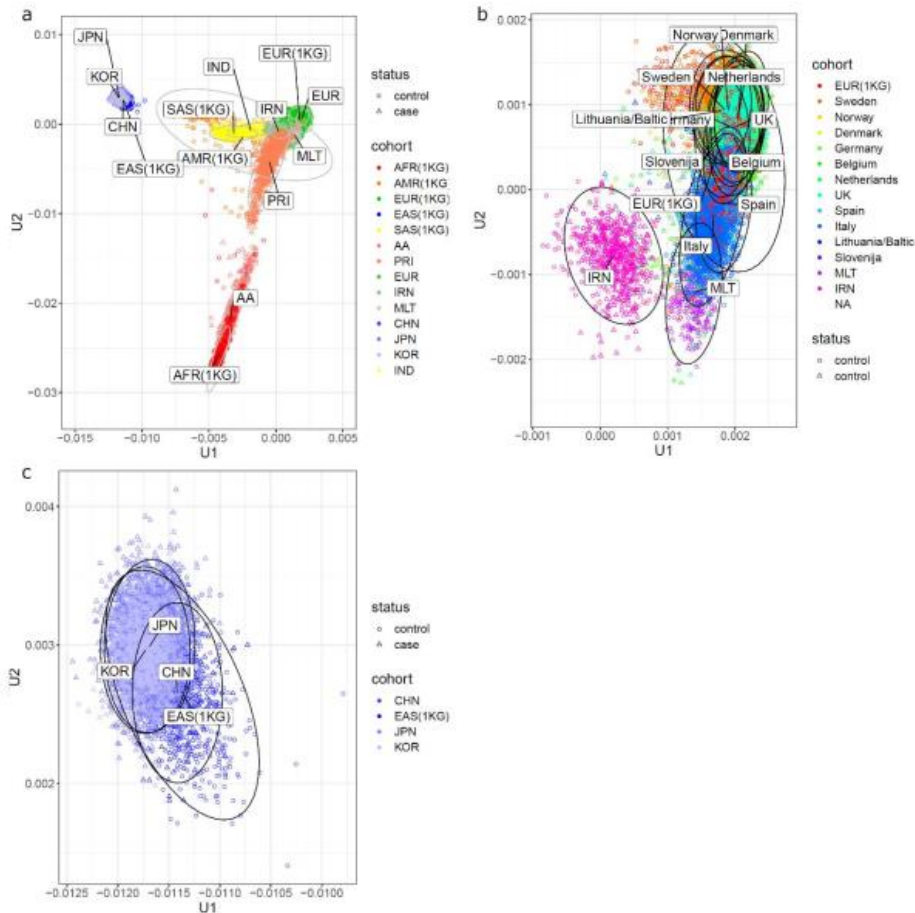 a
JPN
KOR
CHN
EAS(1KG)
IND
EUR(1KG)
SAS(1KG)
IRN
EUR
AMR(1KG)
MLT
PRI
AA
AFR(1KG)
0.01
0.00
−0.01
−0.02
−0.03
U2
−0.015
−0.010
−0.005
0.000
0.005
U1
status
control
case
cohort
AFR(1KG)
AMR(1KG
EUR(1KG)
EAS(1KG)
SAS(1KG)
AA
PRI
EUR
IRN
MLT
CHN
JPN
KOR
IND
b
Norway
Denmark
Sweden
Netherlands
Lithuania/Baltic
rmany
UK
Slovenija
Belgium
EUR(1KG)
Spain
Italy
IRN
MLT
0.002
0.001
0.000
−0.001
−0.002
U2
−0.001
0.000
0.001
0.002
U1
cohort
EUR(1KG)
Sweden
Norway
Denmark
Germany
Belgium
Netherlands
UK
Spain
Italy
Lithuania/Baltic
Slovenija
MLT
IRN
NA
status
control
control
c
JPN
KOR
CHN
EAS(1KG)
0.004
0.003
0.002
U2
−0.0125
−0.0120
−0.0115
−0.0110
−0.0105
−0.0100
U1
status
control
case
cohort
CHN
EAS(1KG)
JPN
KOR